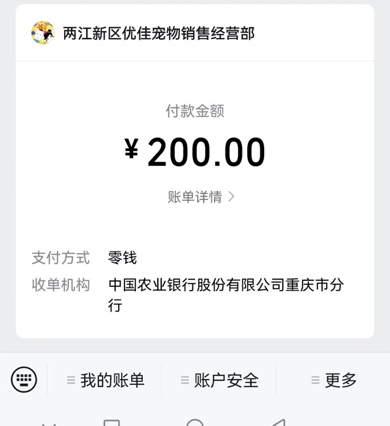 两江新区优佳宠物销售经营部
付款金额
¥200.00
账单详情
支付方式 零钱
收单机构 中国农业银行股份有限公司重庆市分
行
我的账单 账户安全 更多